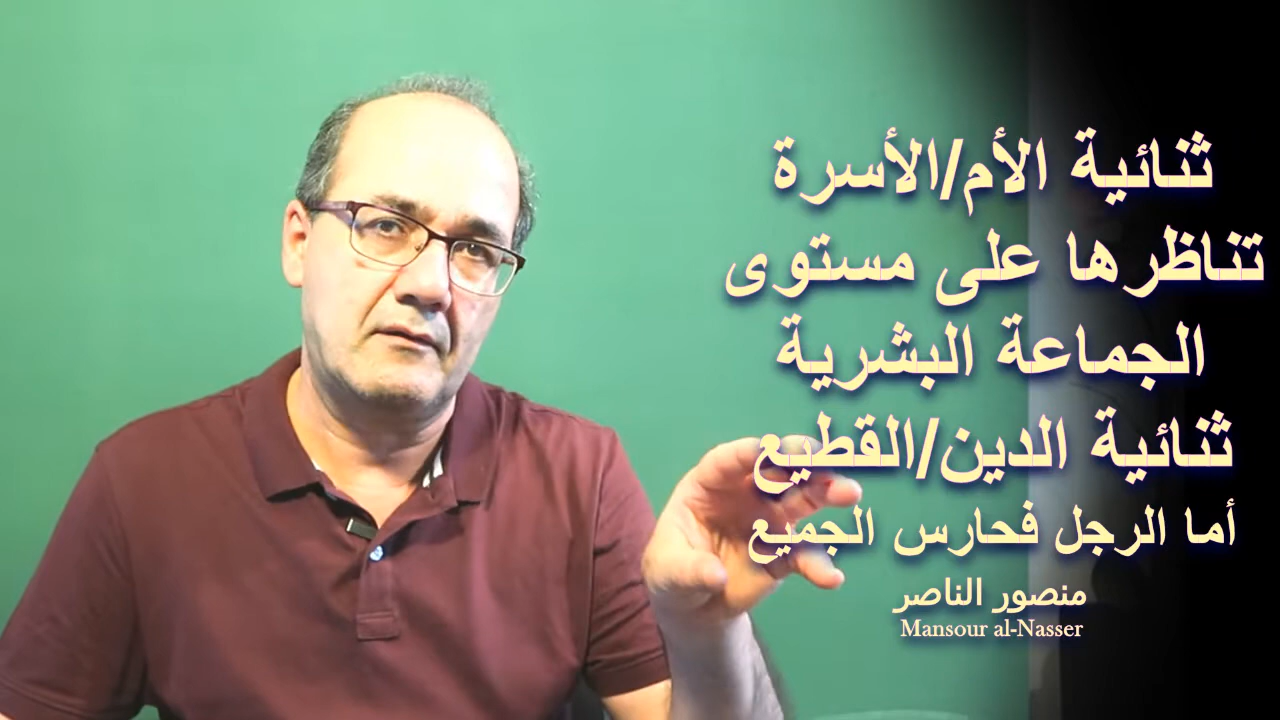 ثنائية الأم/الأسرة
تناظرها على مستوى
الجماعة البشرية
ثنائية الدين/القطيع
أما الرجل فحارس الجميع
منصور الناصر
Mansour al-Nasser